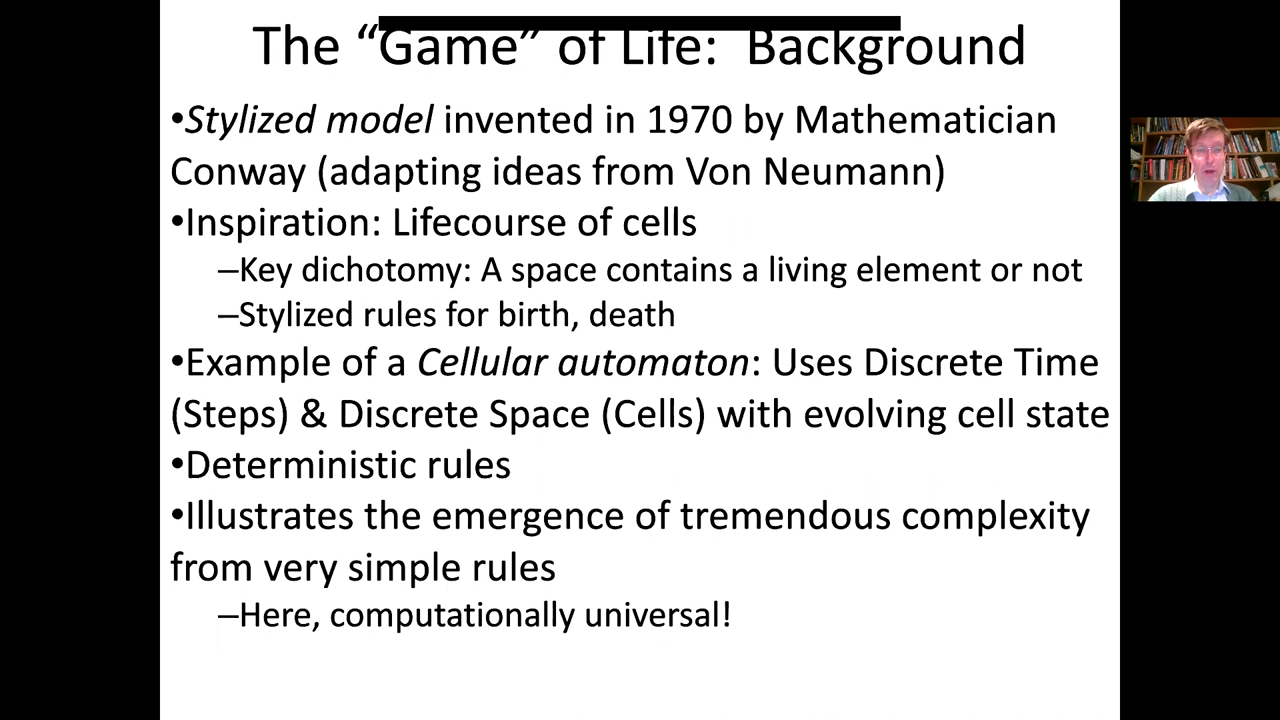 The “Game” of Life:  Background
•Stylized model invented in 1970 by Mathematician
Conway (adapting ideas from Von Neumann)
•Inspiration: Lifecourse of cells
–Key dichotomy: A space contains a living element or not
–Stylized rules for birth, death
•Example of a Cellular automaton: Uses Discrete Time
(Steps) & Discrete Space (Cells) with evolving cell state
•Deterministic rules
•Illustrates the emergence of tremendous complexity
from very simple rules
–Here, computationally universal!